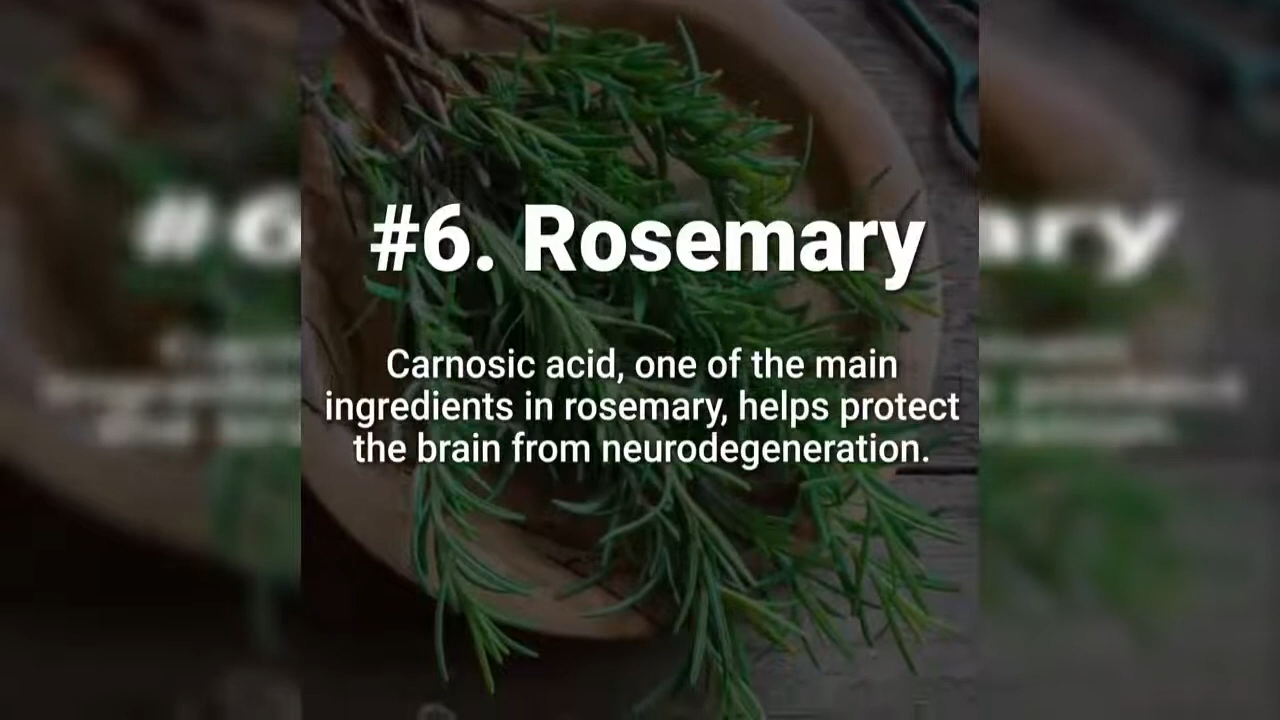 #6. Rosemary
Carnosic acid, one of the main
ingredients in rosemary, helps protect
the brain from neurodegeneration.